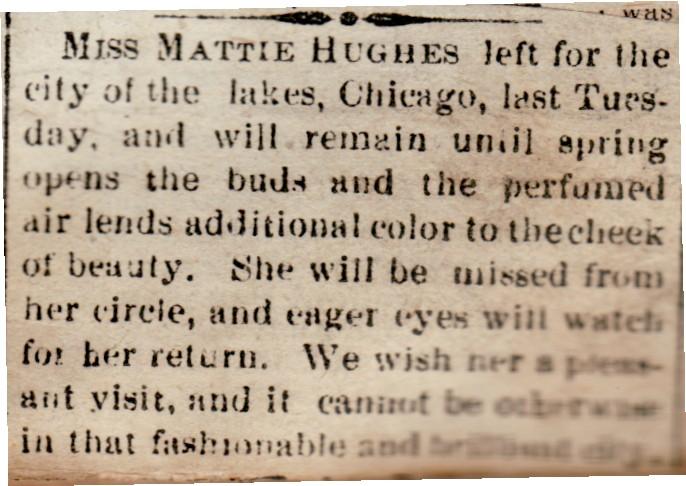 was
MISS MATTIE HUGHES left for the
city of the lakes, Chicago, last Tues-
day, and will remain until spring
opens the buds and the perfumed
air lends additional color to the cheek
of beauty. She will be missed from
her circle, and eager eyes will watch
for her return. We wish her a pleas-
ant visit, and it cannot be otherwise
in that fashionable and brilliant city.